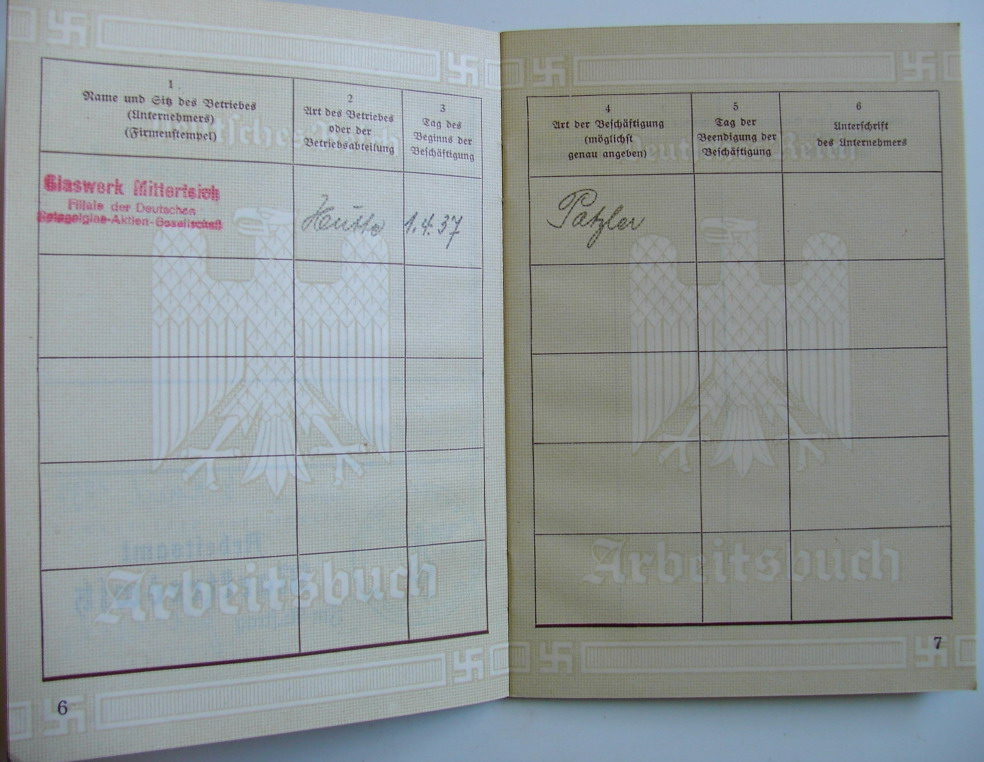 1
Name und Sitz des Betriebes
(Unternehmers)
(Firmenstempel)
2
Art des Betriebes
oder der
Betriebsabteilung
3
Tag des
Beginns der
Beschäftigung
Glaswerk Mitterteich
Filiale der Deutschen
Spiegelglas-Aktien-Gesellschaft
Hütte
1.4.37
Arbeitsbuch
6
4
Art der Beschäftigung
(möglichst
genau angeben)
5
Tag der
Beendigung der
Beschäftigung
6
Unterschrift
des Unternehmers
Deutsches Reich
Arbeitsbuch
7